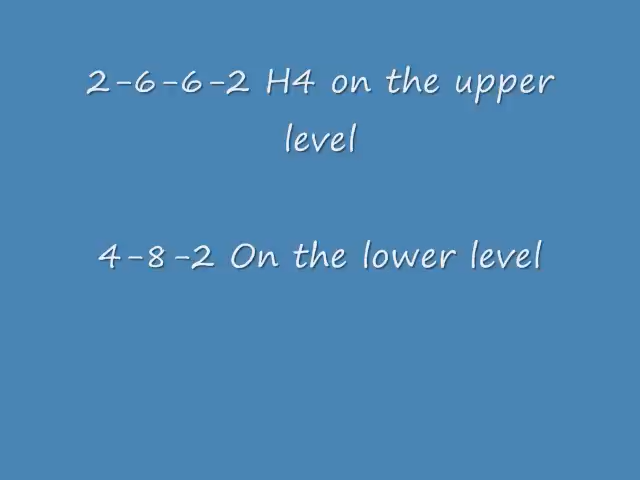 2-6-6-2 H4 on the upper
level
4-8-2 On the lower level